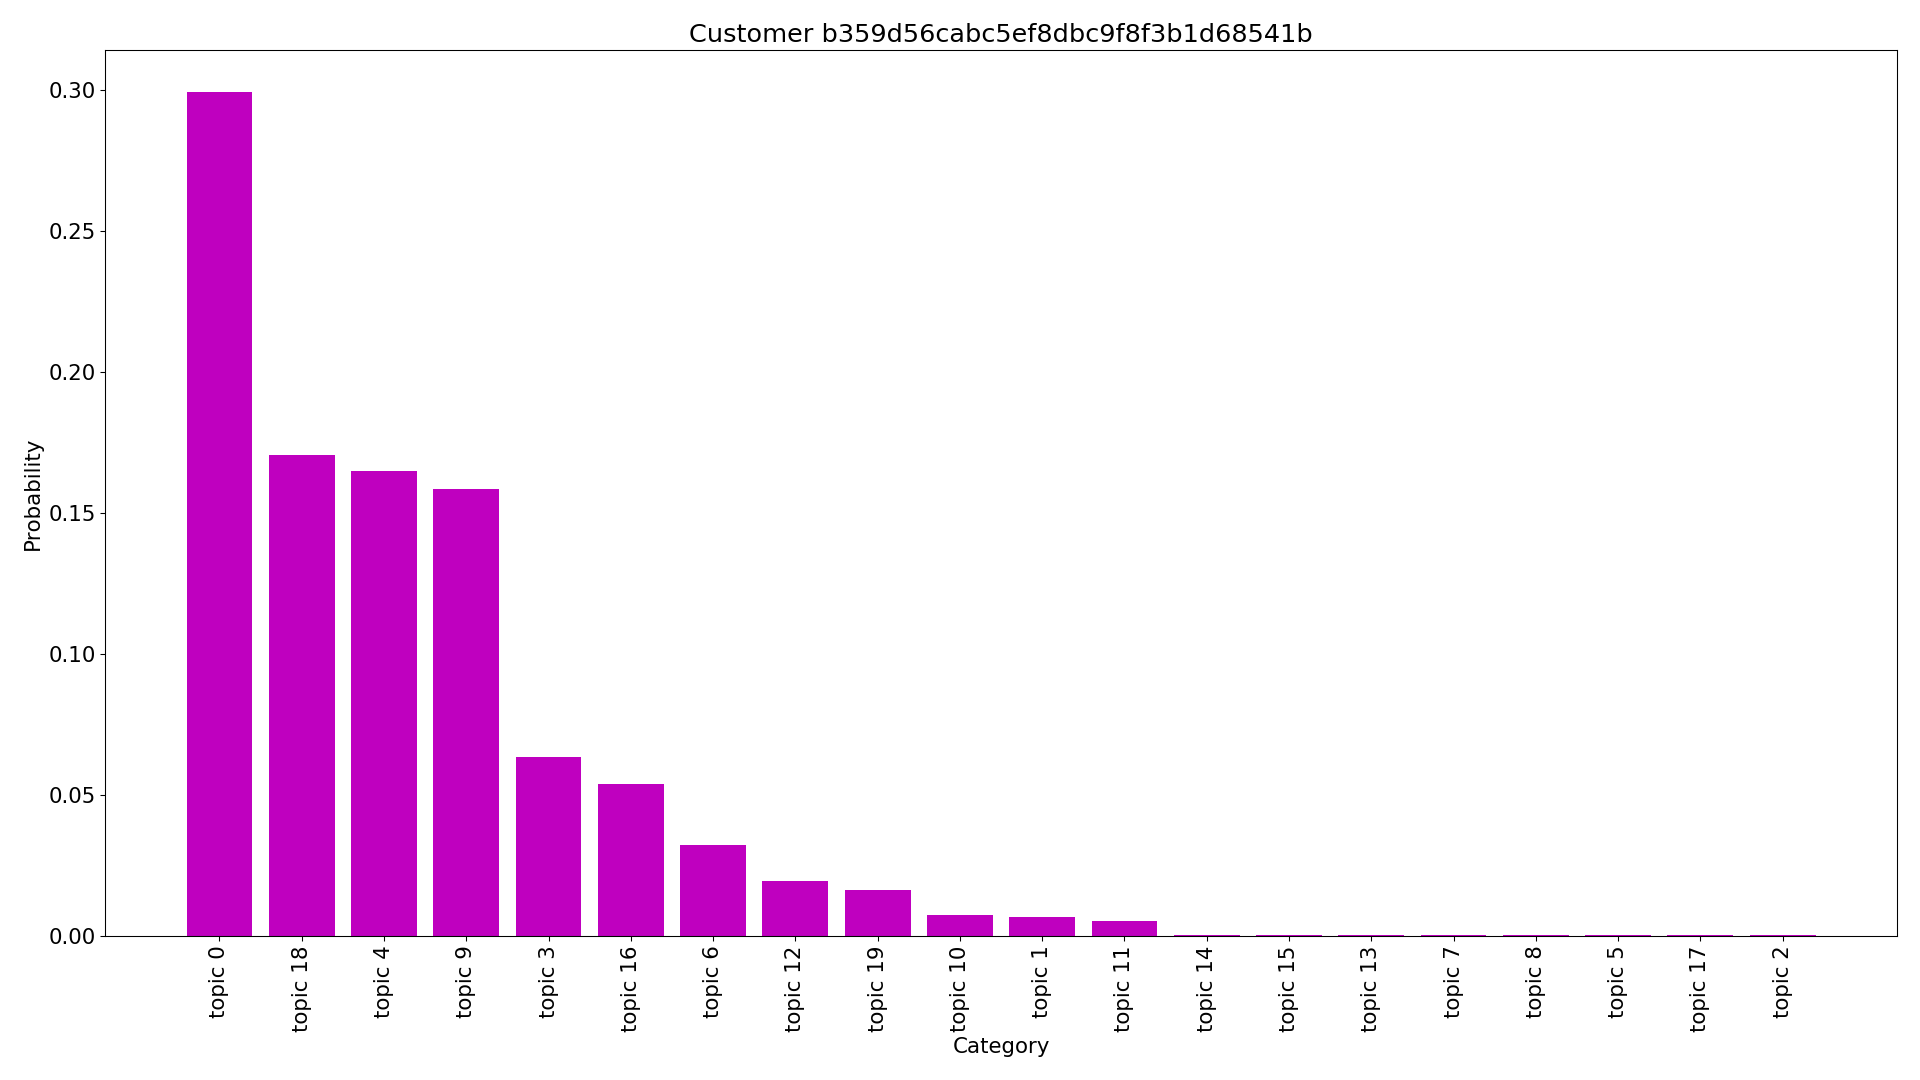 Customer b359d56cabc5ef8dbc9f8f3b1d68541b
Probability
0.30
0.25
0.20
0.15
0.10
0.05
0.00
topic 0
topic 18
topic 4
topic 9
topic 3
topic 16
topic 6
topic 12
topic 19
topic 10
topic 1
topic 11
topic 14
topic 15
topic 13
topic 7
topic 8
topic 5
topic 17
topic 2
Category